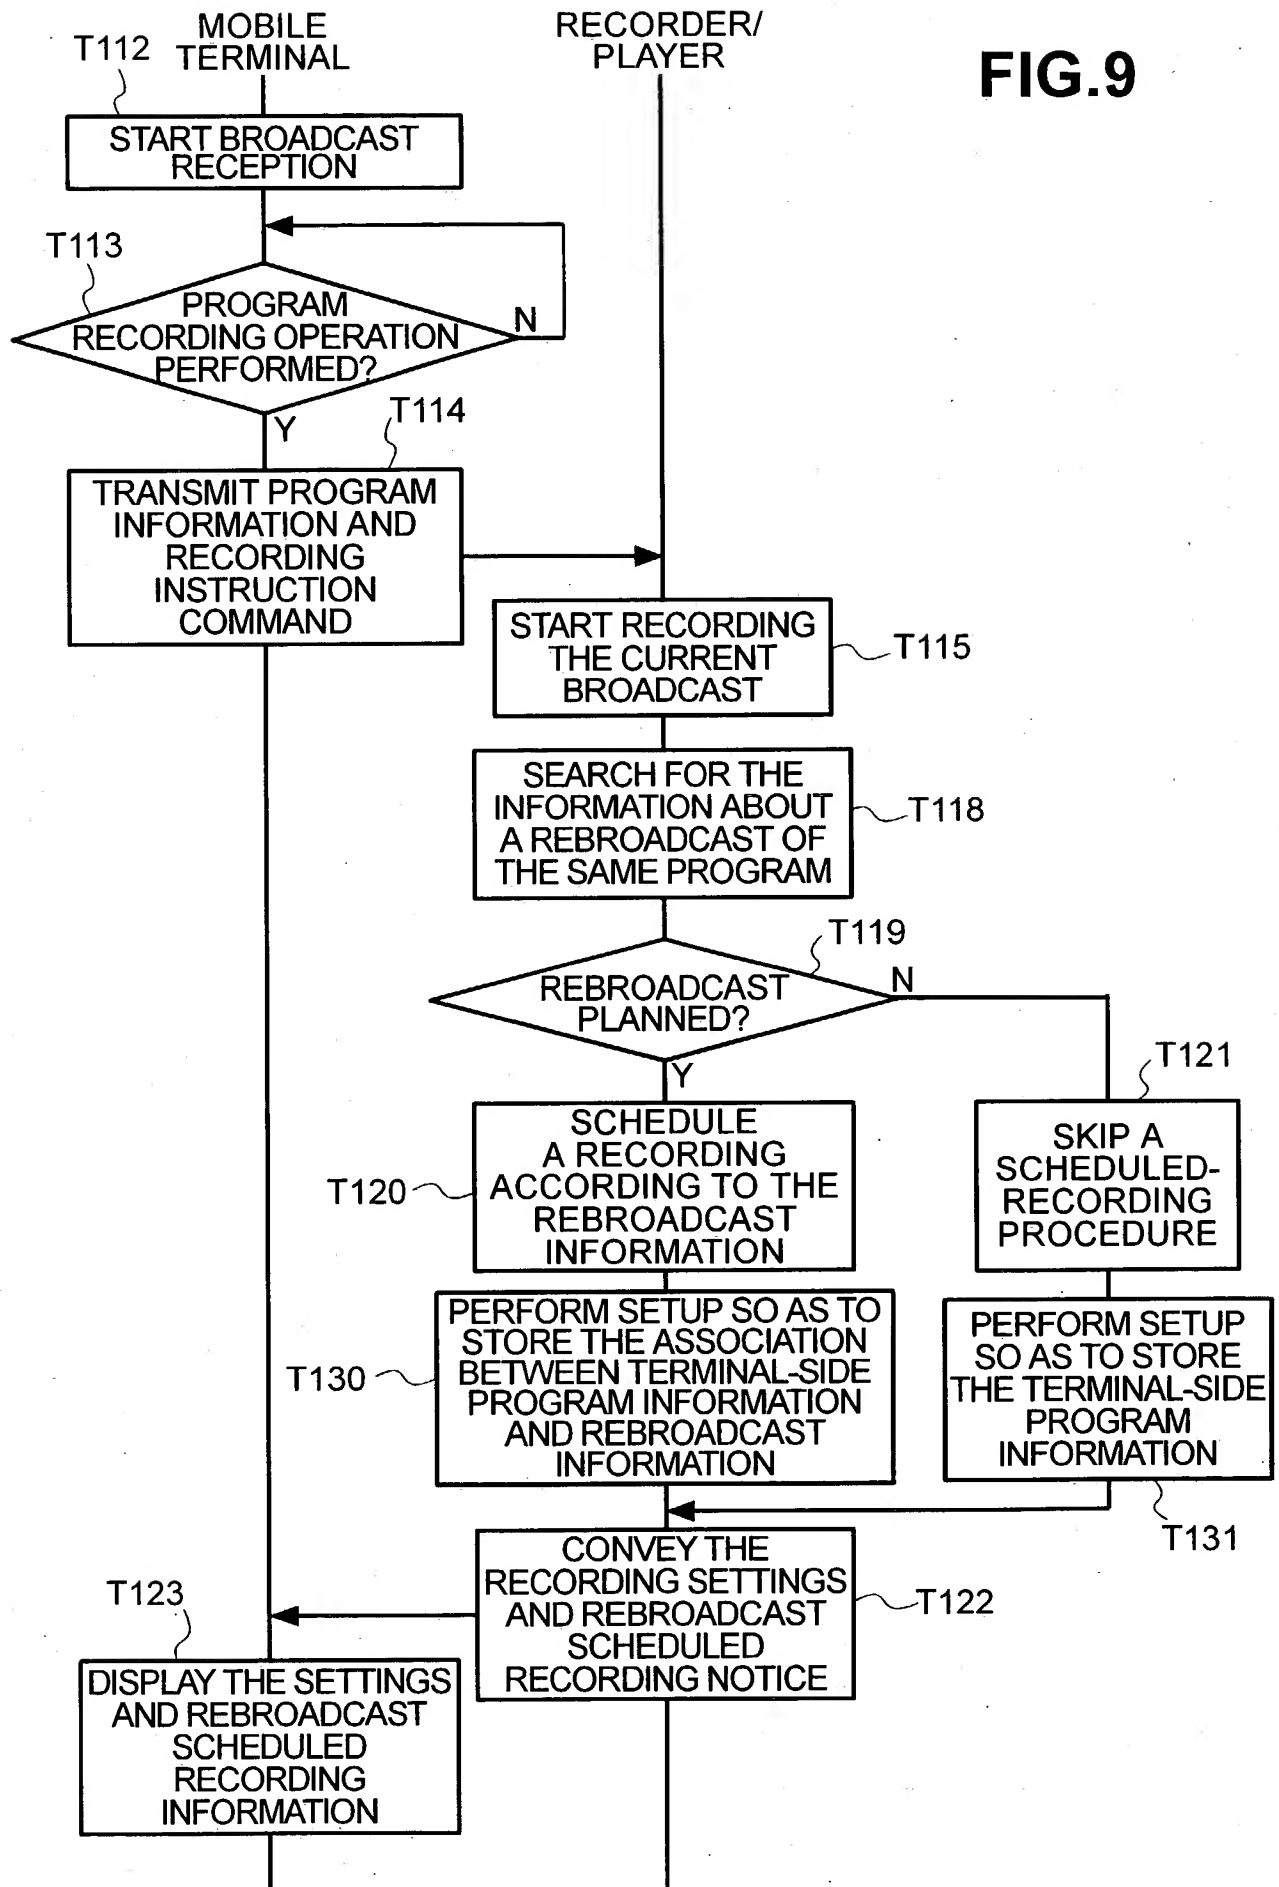 MOBILE
TERMINAL
RECORDER/
PLAYER
FIG.9
T112
START BROADCAST
RECEPTION
T113
PROGRAM
RECORDING OPERATION
PERFORMED?
N
Y
T114
TRANSMIT PROGRAM
INFORMATION AND
RECORDING
INSTRUCTION
COMMAND
START RECORDING
THE CURRENT
BROADCAST
T115
SEARCH FOR THE
INFORMATION ABOUT
A REBROADCAST OF
THE SAME PROGRAM
T118
T119
REBROADCAST
PLANNED?
N
Y
T121
SCHEDULE
A RECORDING
ACCORDING TO THE
REBROADCAST
INFORMATION
T120
SKIP A
SCHEDULED-
RECORDING
PROCEDURE
PERFORM SETUP SO AS TO
STORE THE ASSOCIATION
BETWEEN TERMINAL-SIDE
PROGRAM INFORMATION
AND REBROADCAST
INFORMATION
T130
PERFORM SETUP
SO AS TO STORE
THE TERMINAL-SIDE
PROGRAM
INFORMATION
T131
CONVEY THE
RECORDING SETTINGS
AND REBROADCAST
SCHEDULED
RECORDING NOTICE
T122
T123
DISPLAY THE SETTINGS
AND REBROADCAST
SCHEDULED
RECORDING
INFORMATION